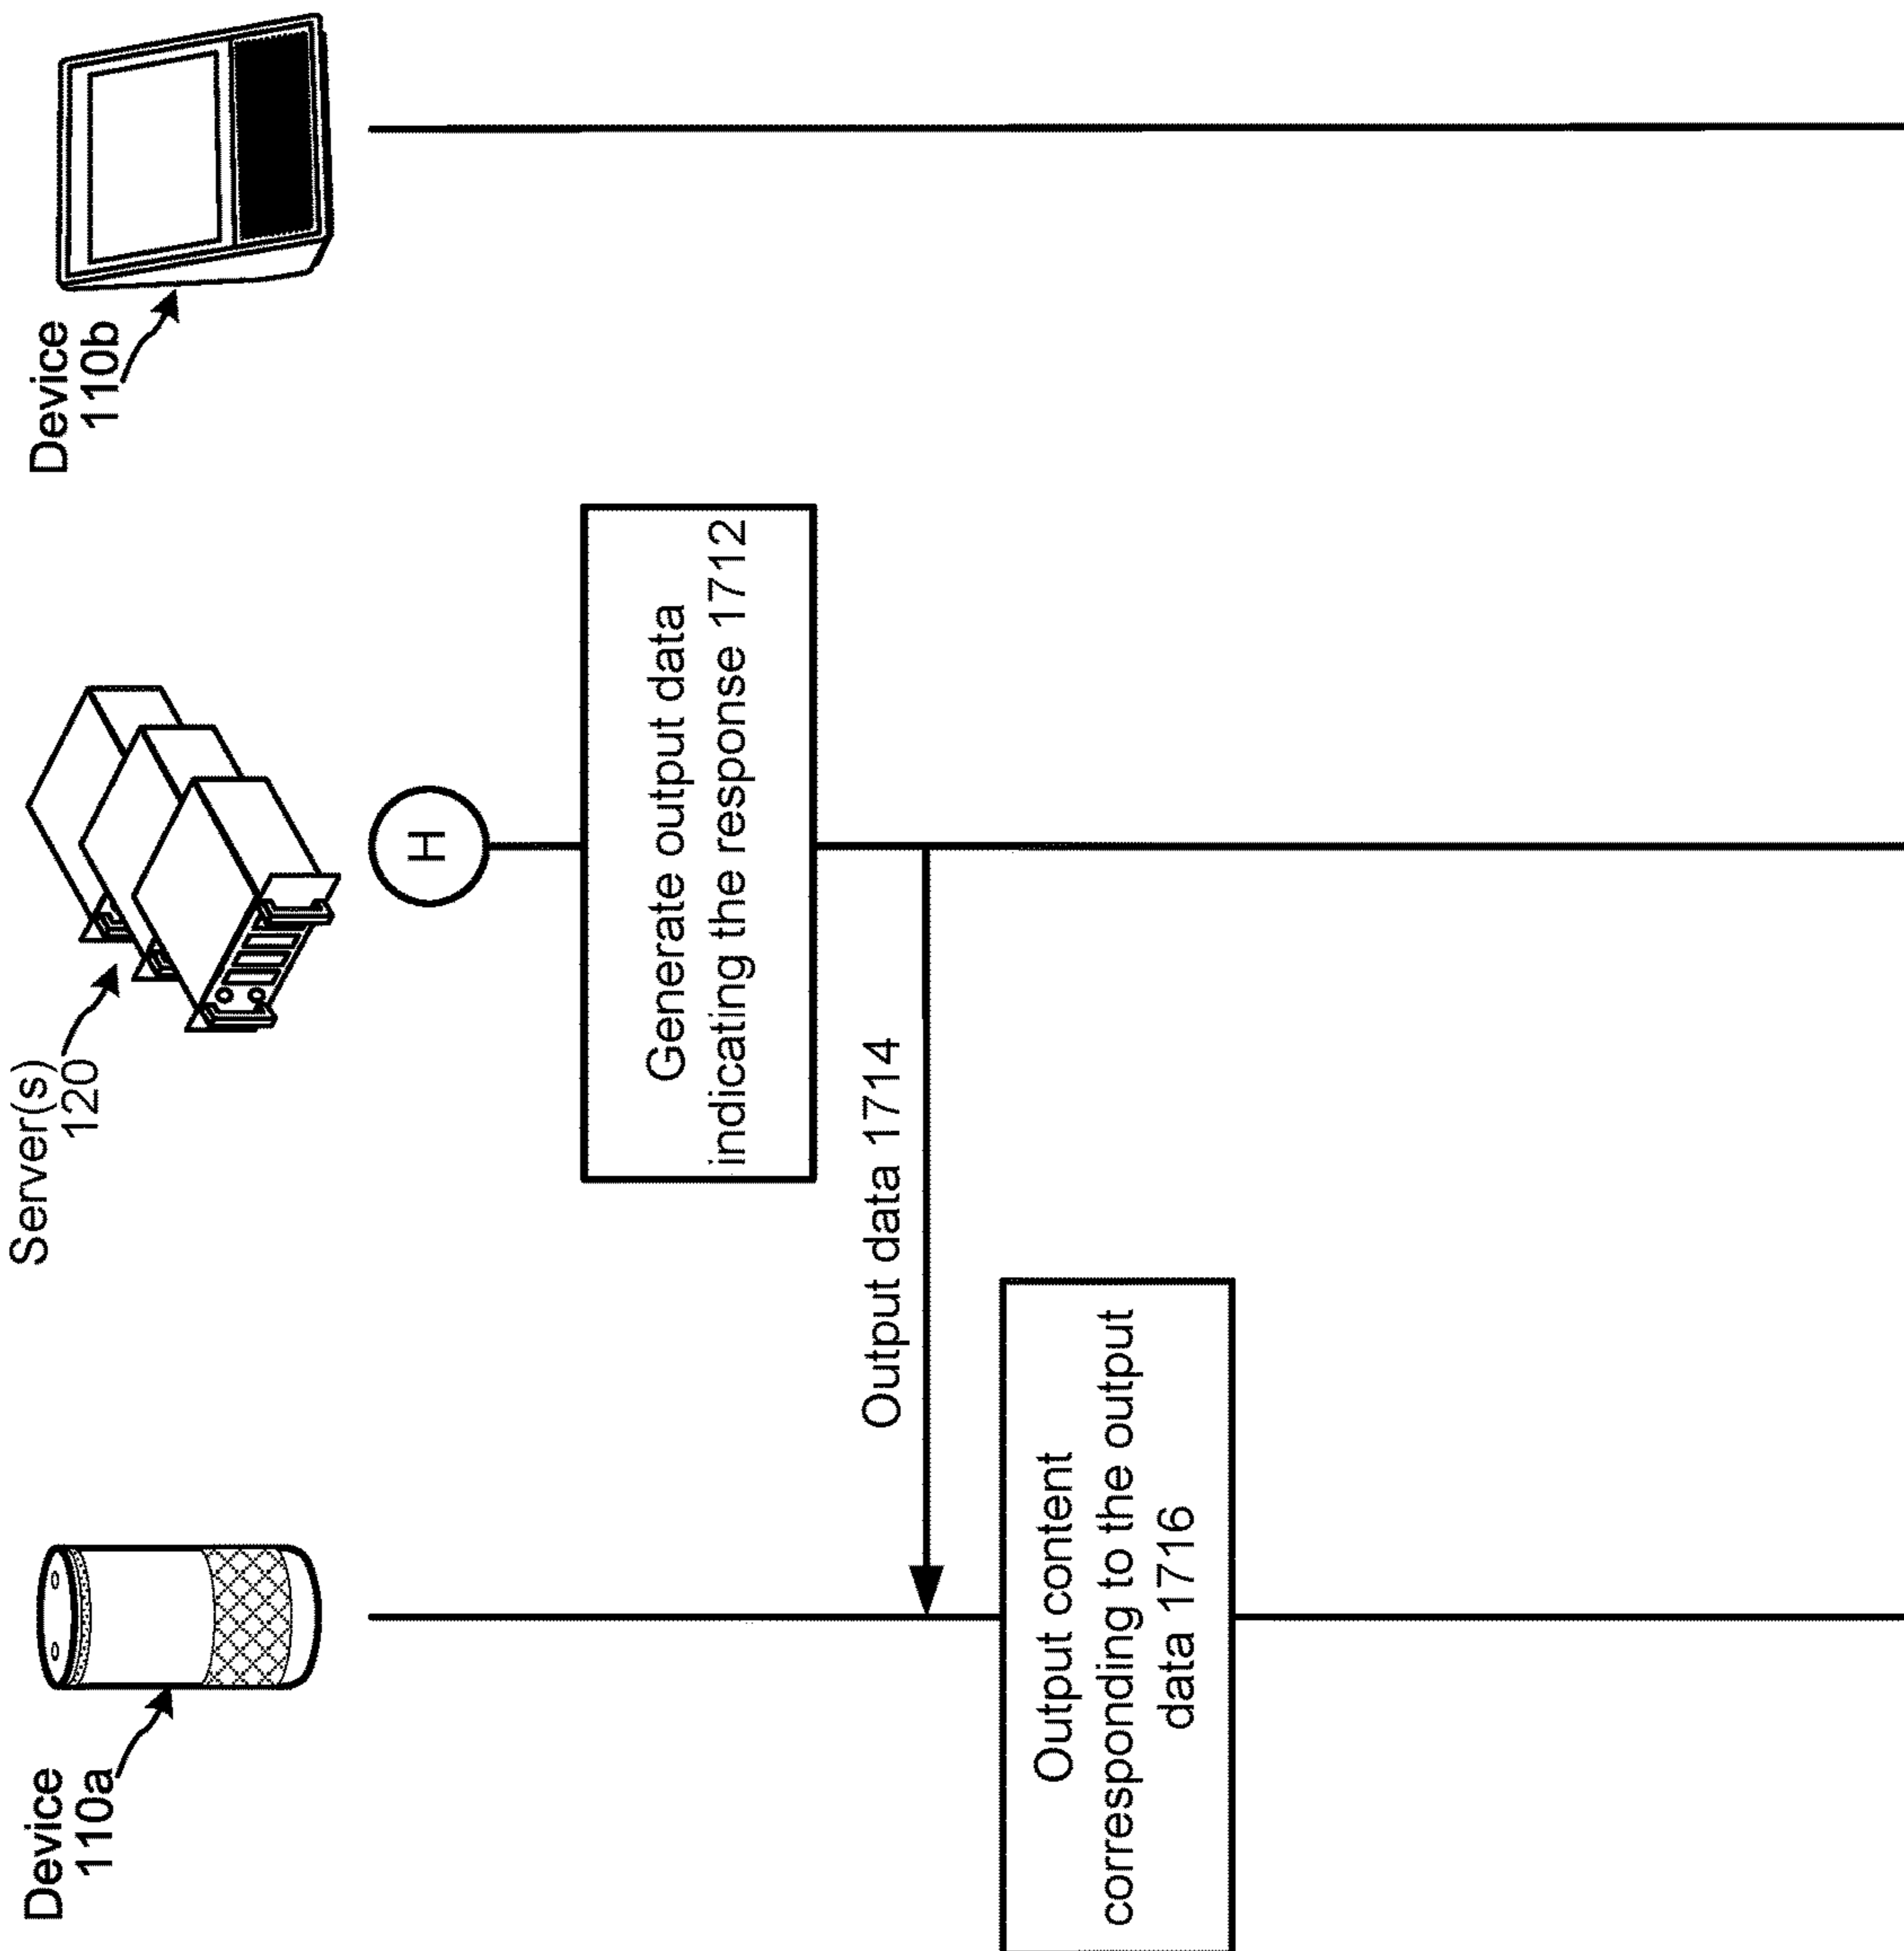 Device
110a
Server(s)
120
Device
110b
H
Generate output data
indicating the response 1712
Output data 1714
Output content
corresponding to the output
data 1716